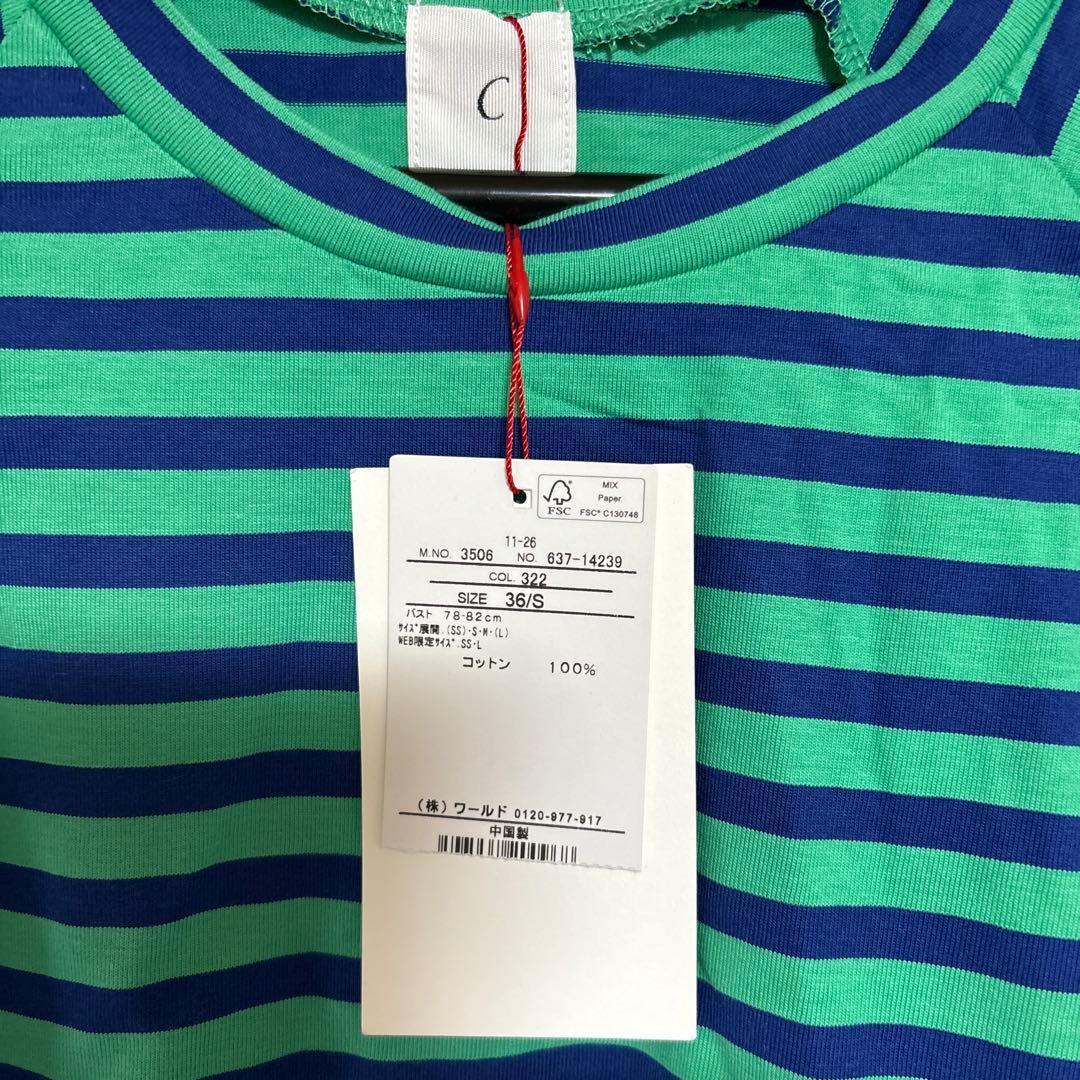 C
MIX
Paper
FSC
FSC® C130748
11-26
M.NO. 3506 NO. 637-14239
COL. 322
SIZE 36/S
バスト 78-82cm
ｻｲｽﾞ展開.(SS)・S・M・(L)
WEB限定ｻｲｽﾞ.SS・L
コットン 100%
(株)ワールド 0120-977-917
中国製